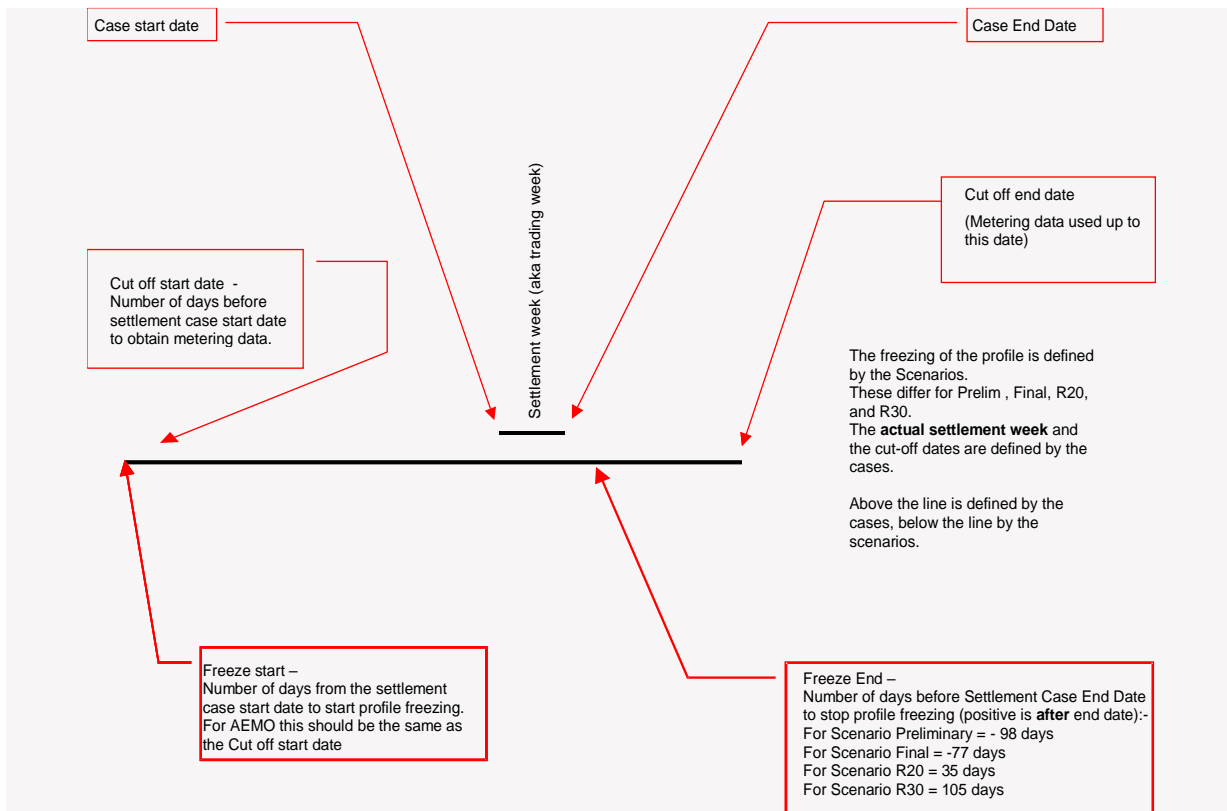 Case start date
Case End Date
Settlement week (aka trading week)
Cut off end date
(Metering data used up to
this date)
Cut off start date -
Number of days before
settlement case start date
to obtain metering data.
The freezing of the profile is defined
by the Scenarios.
These differ for Prelim , Final, R20,
and R30.
The actual settlement week and
the cut-off dates are defined by the
cases.
Above the line is defined by the
cases, below the line by the
scenarios.
Freeze start –
Number of days from the settlement
case start date to start profile freezing.
For AEMO this should be the same as
the Cut off start date
Freeze End –
Number of days before Settlement Case End Date
to stop profile freezing (positive is after end date):-
For Scenario Preliminary = - 98 days
For Scenario Final = -77 days
For Scenario R20 = 35 days
For Scenario R30 = 105 days